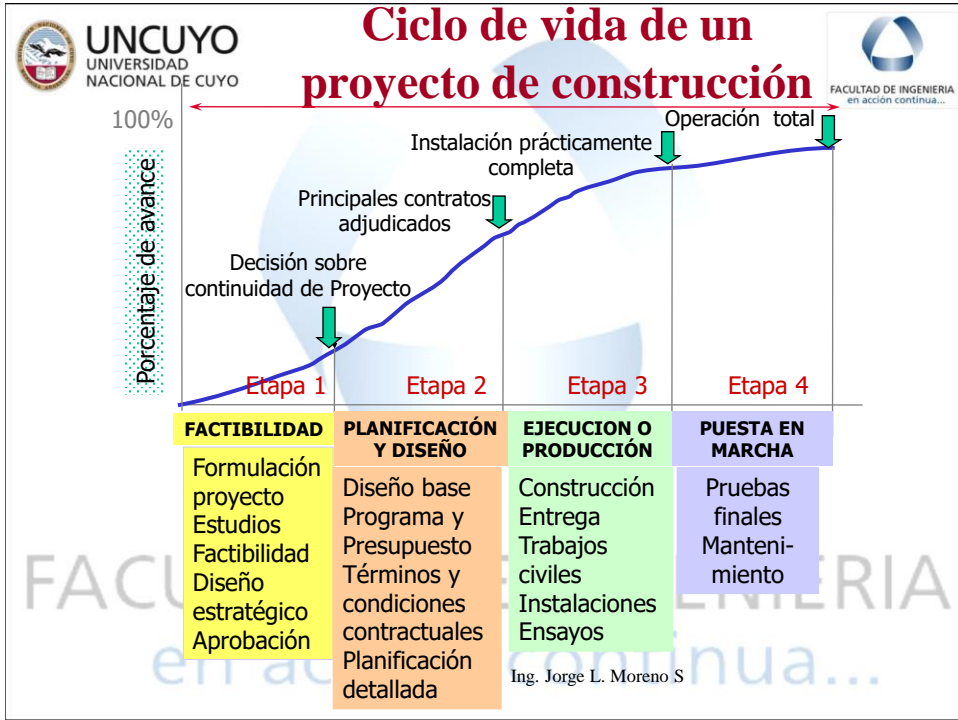 UNCUYO
UNIVERSIDAD
NACIONAL DE CUYO
Ciclo de vida de un
proyecto de construcción
FACULTAD DE INGENIERIA
en acción continua...
100%
Porcentaje de avance
Operación total
Instalación prácticamente
completa
Principales contratos
adjudicados
Decisión sobre
continuidad de Proyecto
Etapa 1
Etapa 2
Etapa 3
Etapa 4
FACTIBILIDAD
Formulación
proyecto
Estudios
Factibilidad
Diseño
estratégico
Aprobación
PLANIFICACIÓN
Y DISEÑO
Diseño base
Programa y
Presupuesto
Términos y
condiciones
contractuales
Planificación
detallada
EJECUCION O
PRODUCCIÓN
Construcción
Entrega
Trabajos
civiles
Instalaciones
Ensayos
PUESTA EN
MARCHA
Pruebas
finales
Manteni-
miento
Ing. Jorge L. Moreno S